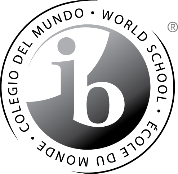 COLEGIO DEL MUNDO · WORLD SCHOOL · ÉCOLE DU MONDE ·
ib
®